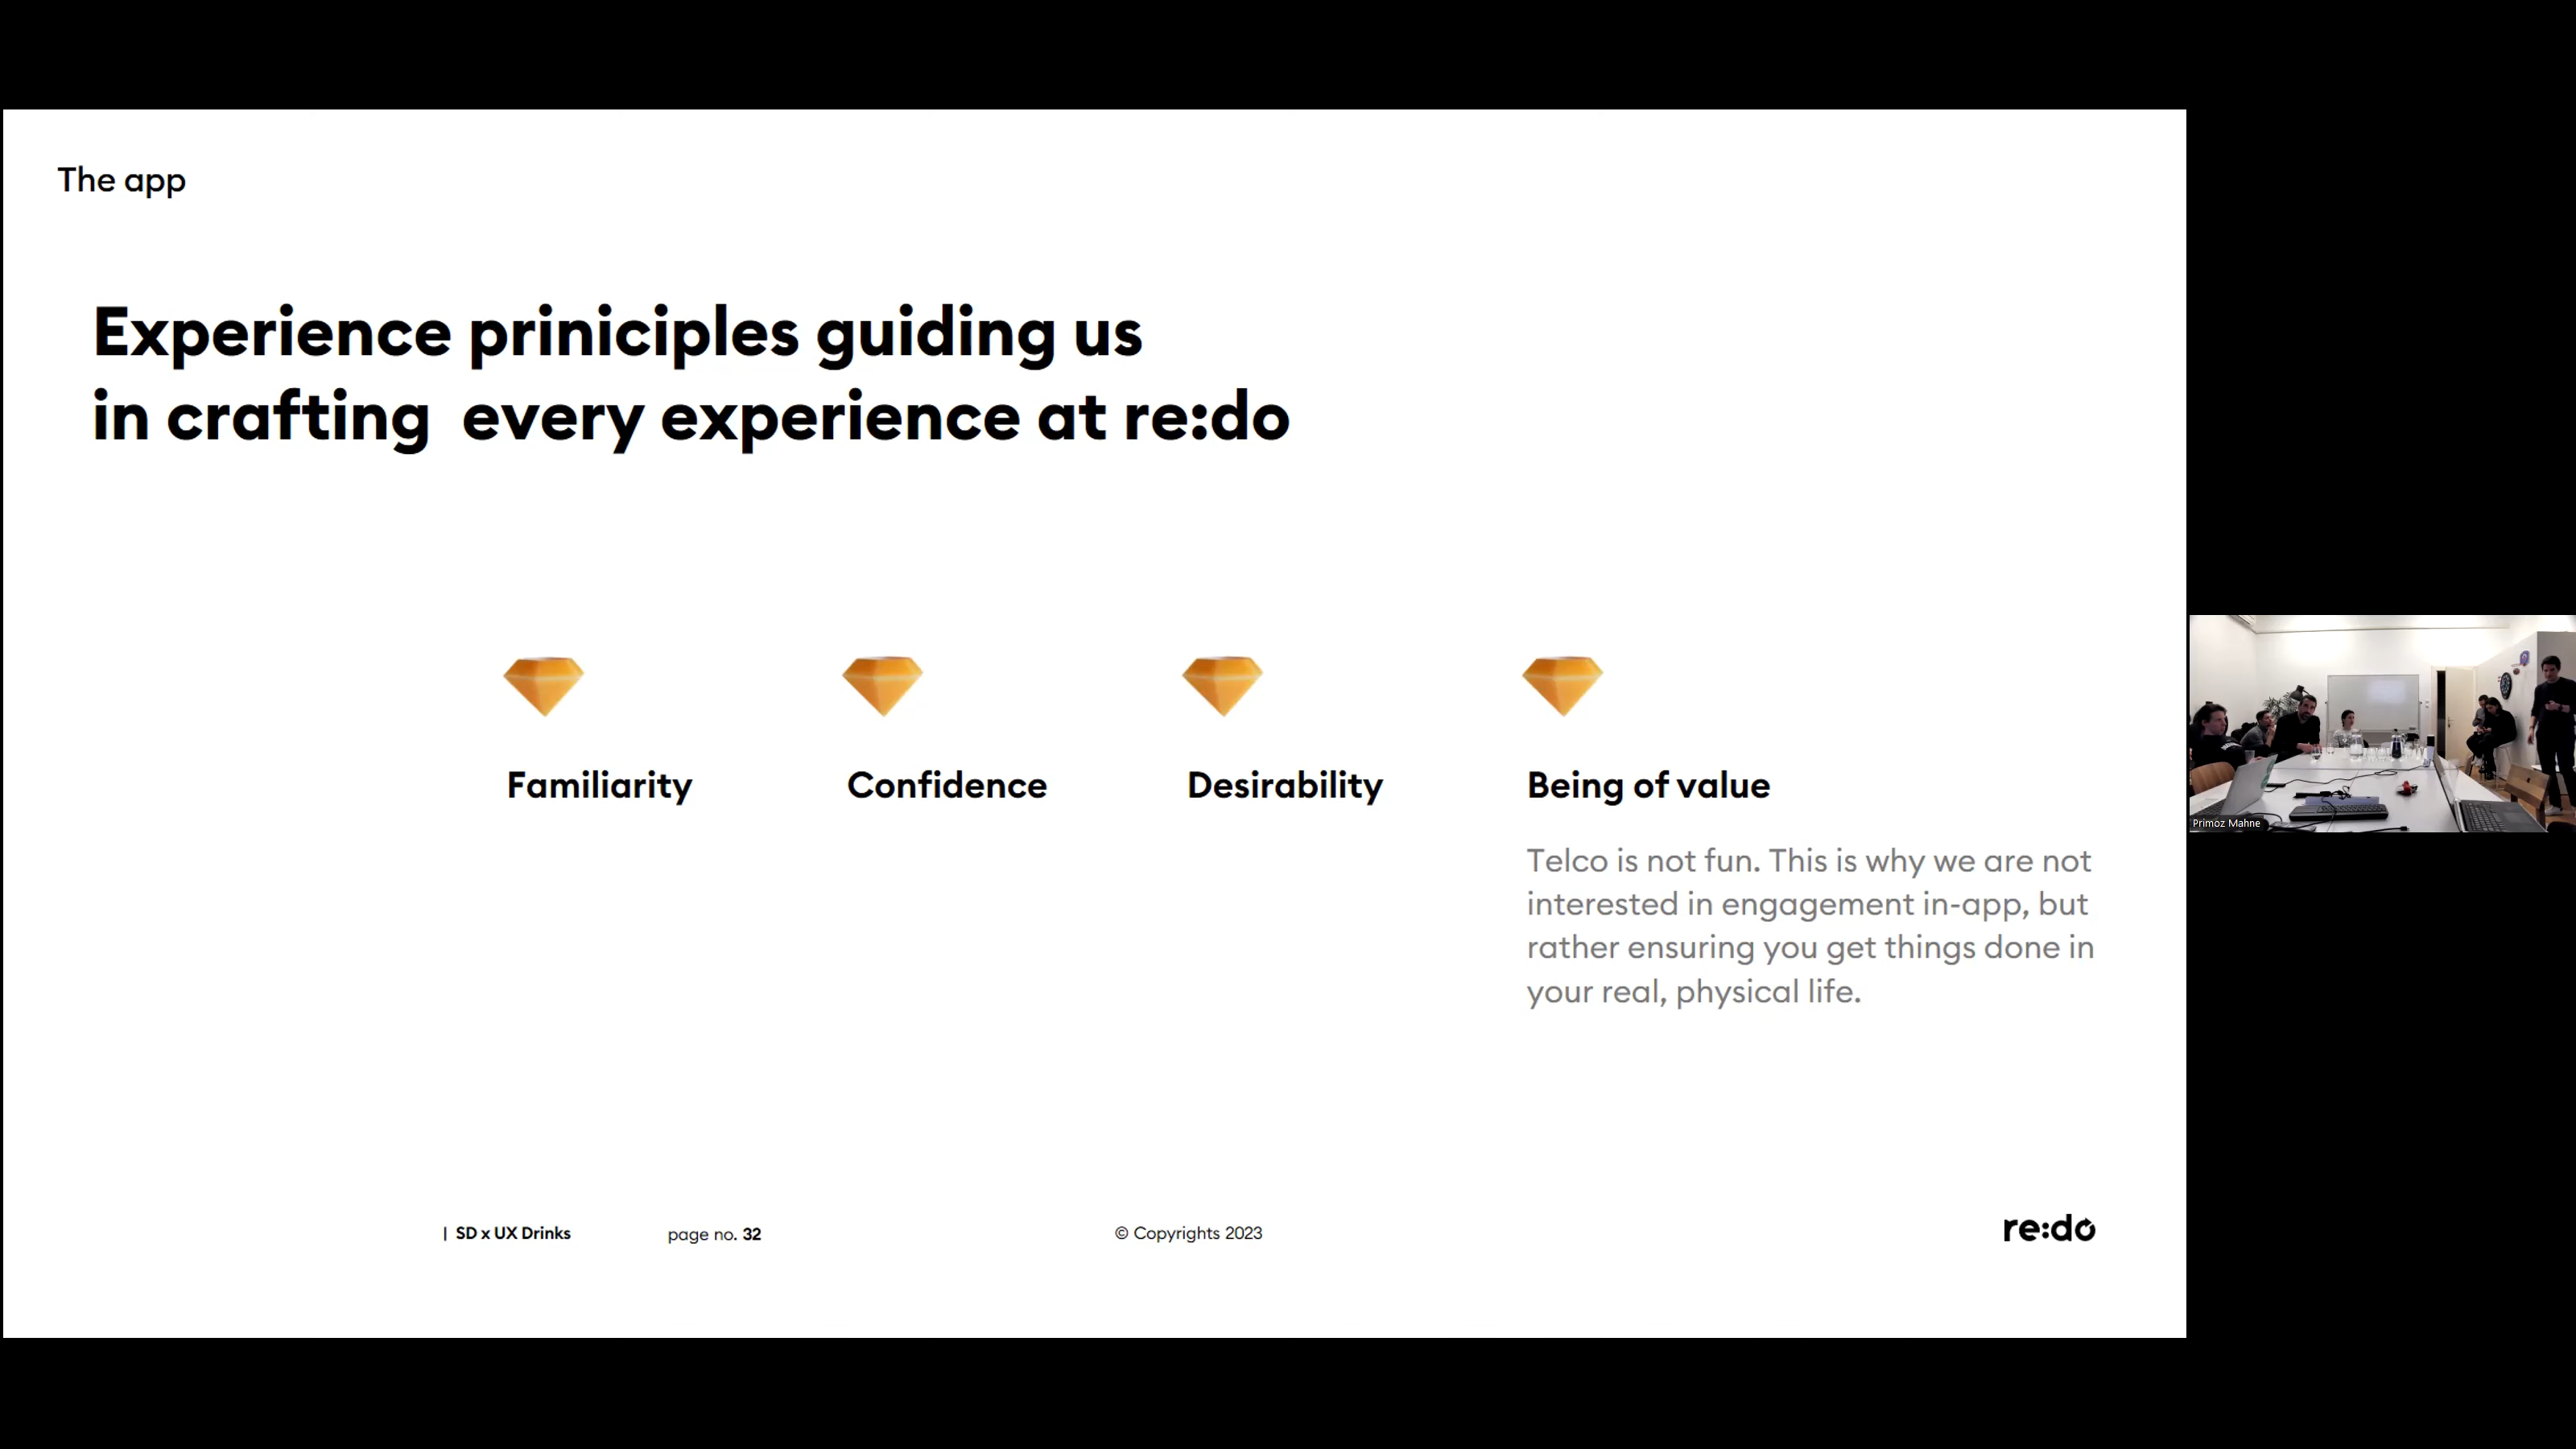 The app
Experience priniciples guiding us
in crafting  every experience at re:do
Familiarity
Confidence
Desirability
Being of value
Telco is not fun. This is why we are not
interested in engagement in-app, but
rather ensuring you get things done in
your real, physical life.
| SD x UX Drinks
page no. 32
© Copyrights 2023
re:do
Primoz Mahne